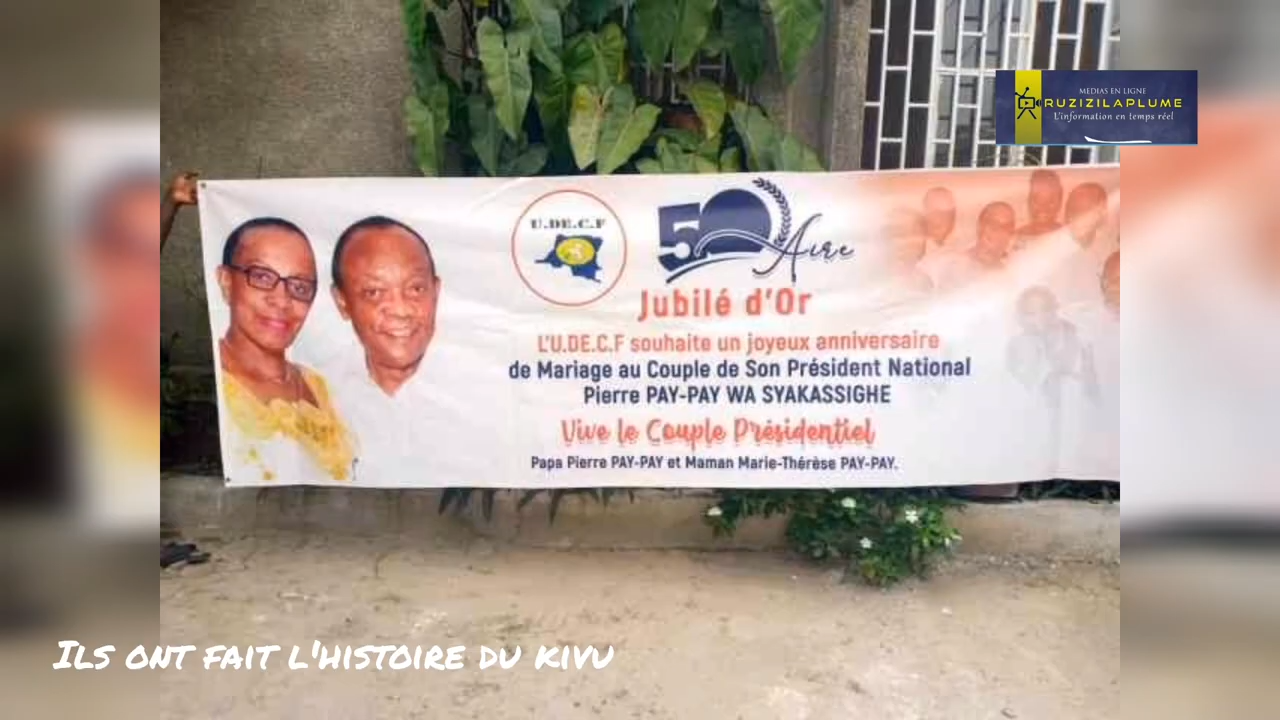 MEDIAS EN LIGNE
RUZIZILAPLUME
L'information en temps réel
U.DE.C.F
50 Aire
Jubilé d'Or
L'U.DE.C.F souhaite un joyeux anniversaire
de Mariage au Couple de Son Président National
Pierre PAY-PAY WA SYAKASSIGHE
Vive le Couple Présidentiel
Papa Pierre PAY-PAY et Maman Marie-Thérèse PAY-PAY.
Ils ont fait l'histoire du kivu